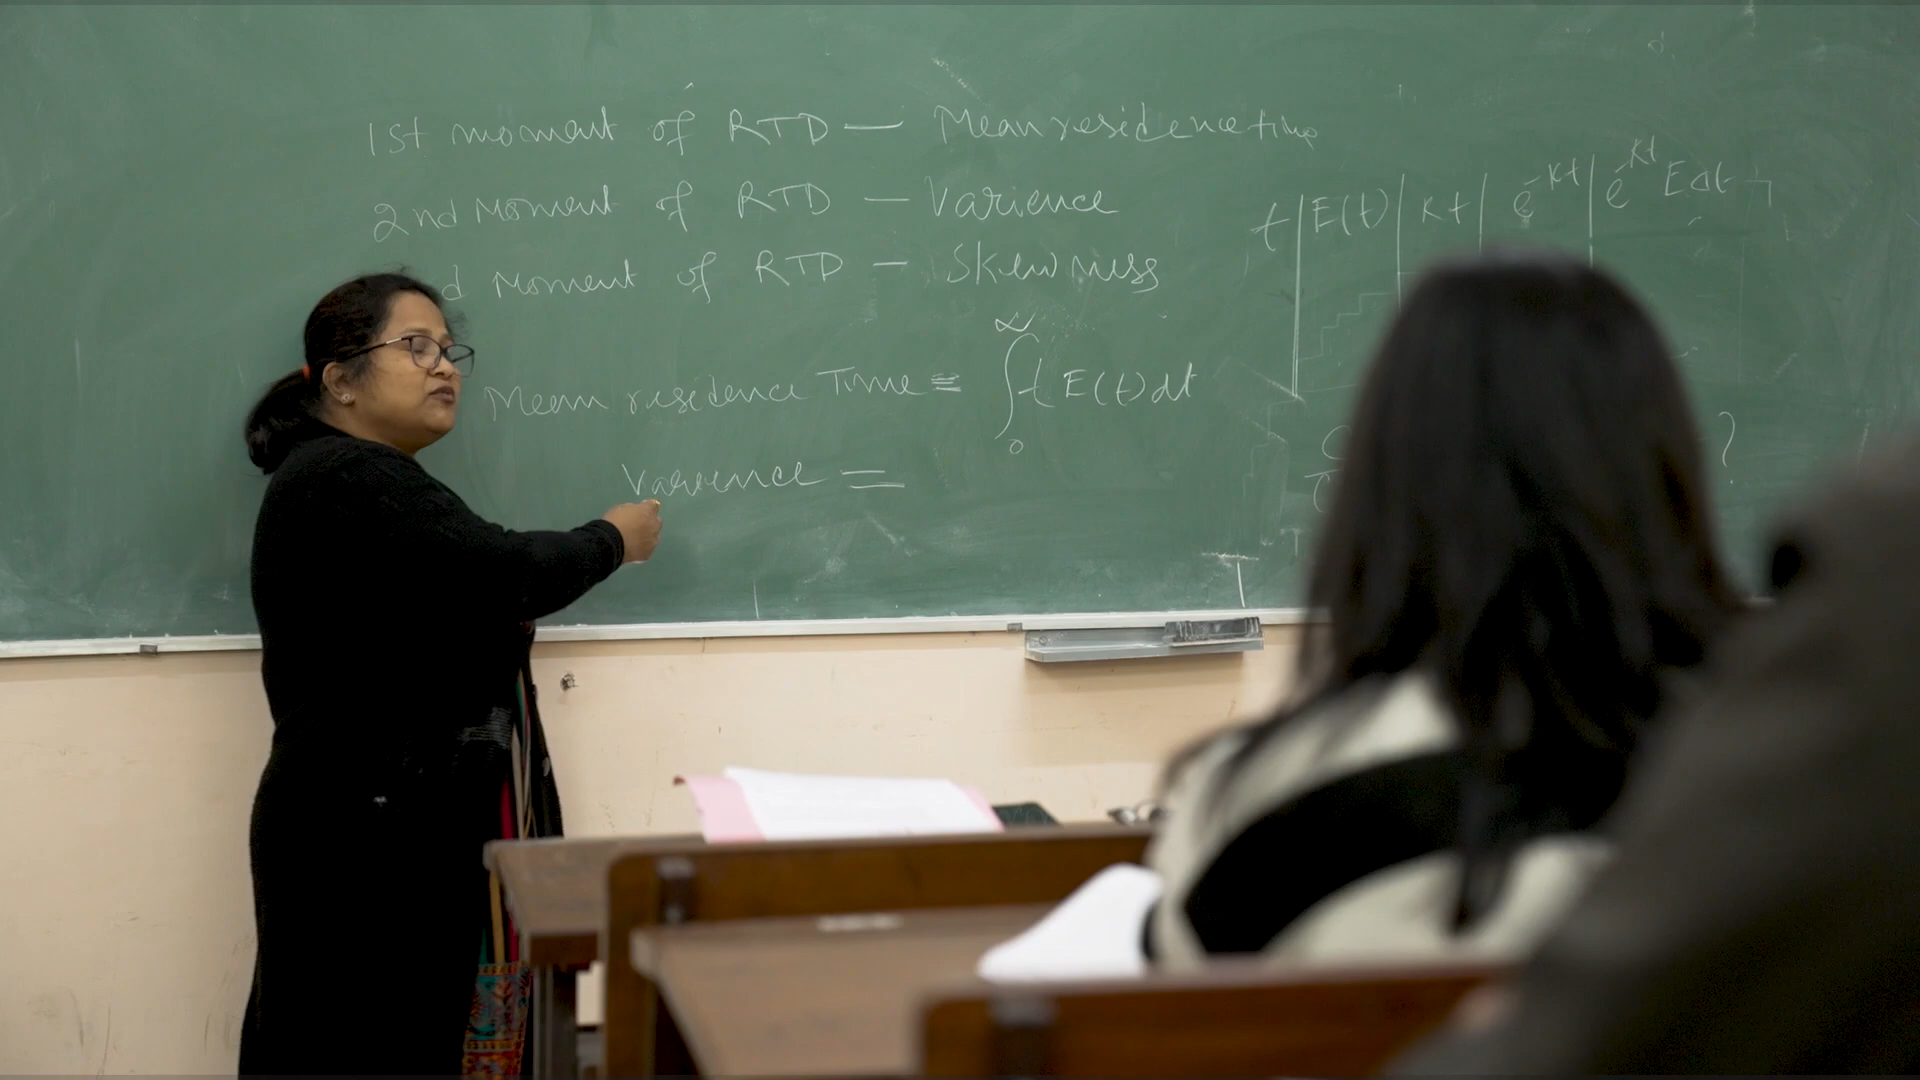 1st moment of RTD — Mean residence time
2nd Moment of RTD — Varience
d Moment of RTD — Skewness
Mean residence Time = ∫₀^∞ t E(t) dt
Varience =
t | E(t) | kt | e^-kt | e^-kt E dt
?